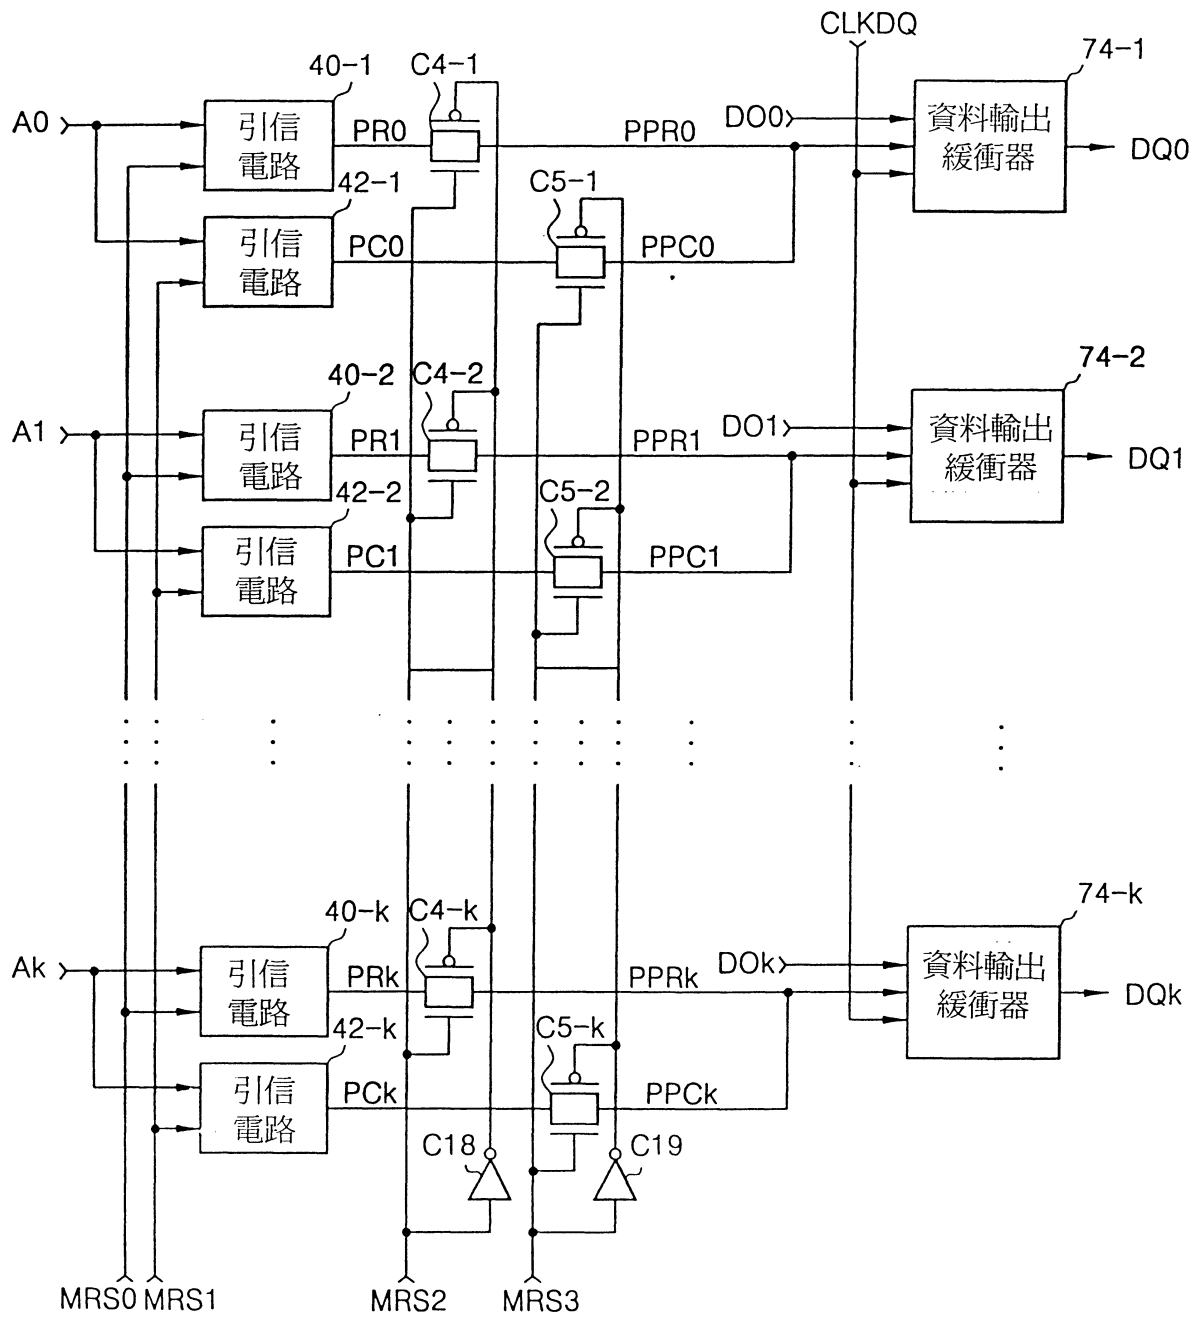 CLKDQ
40-1
C4-1
74-1
A0
引信
電路
PR0
PPR0
DO0
資料輸出
緩衝器
DQ0
42-1
C5-1
引信
電路
PC0
PPC0
40-2
C4-2
74-2
A1
引信
電路
PR1
PPR1
DO1
資料輸出
緩衝器
DQ1
42-2
C5-2
引信
電路
PC1
PPC1
40-k
C4-k
74-k
Ak
引信
電路
PRk
PPRk
DOk
資料輸出
緩衝器
DQk
42-k
C5-k
引信
電路
PCk
PPCk
C18
C19
MRS0
MRS1
MRS2
MRS3